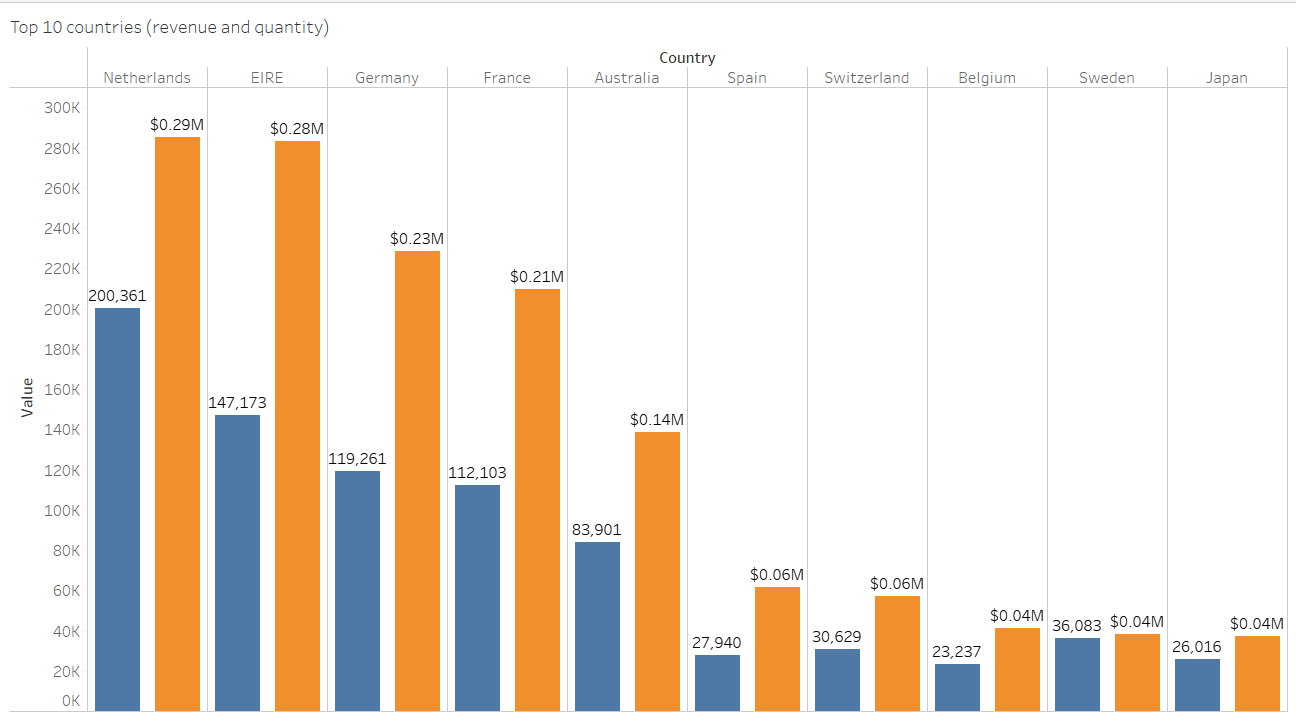 Top 10 countries (revenue and quantity)
Country
Netherlands EIRE Germany France Australia Spain Switzerland Belgium Sweden Japan
300K
$0.29M $0.28M
280K
260K
240K
$0.23M
220K
$0.21M
200K
200,361
180K
160K
Value
147,173
140K
$0.14M
120K
119,261 112,103
100K
83,901
80K
60K
$0.06M $0.06M
40K
27,940 30,629 23,237 $0.04M 36,083 $0.04M 26,016 $0.04M
20K
0K